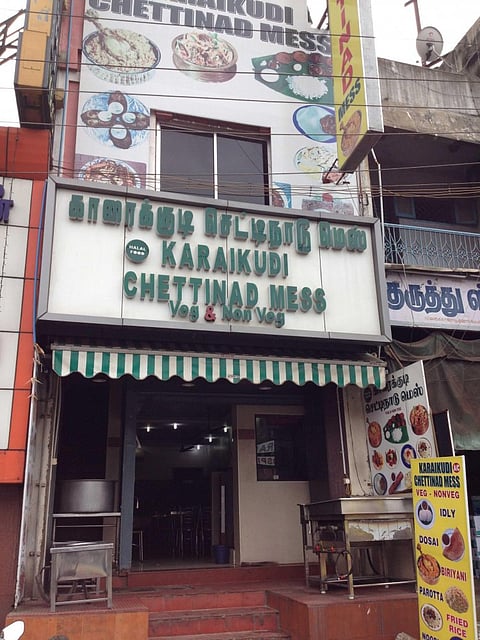 KARAIKUDI
CHETTINAD MESS
MESS
காரைக்குடி செட்டிநாடு மெஸ்
HALAL
FOOD
KARAIKUDI
CHETTINAD MESS
Veg & Non Veg
காரைக்குடி
செட்டிநாடு மெஸ்
KARAIKUDI A/C
CHETTINAD MESS
VEG - NONVEG
IDLY
DOSAI
BIRIYANI
PAROTTA
FRIED
RICE